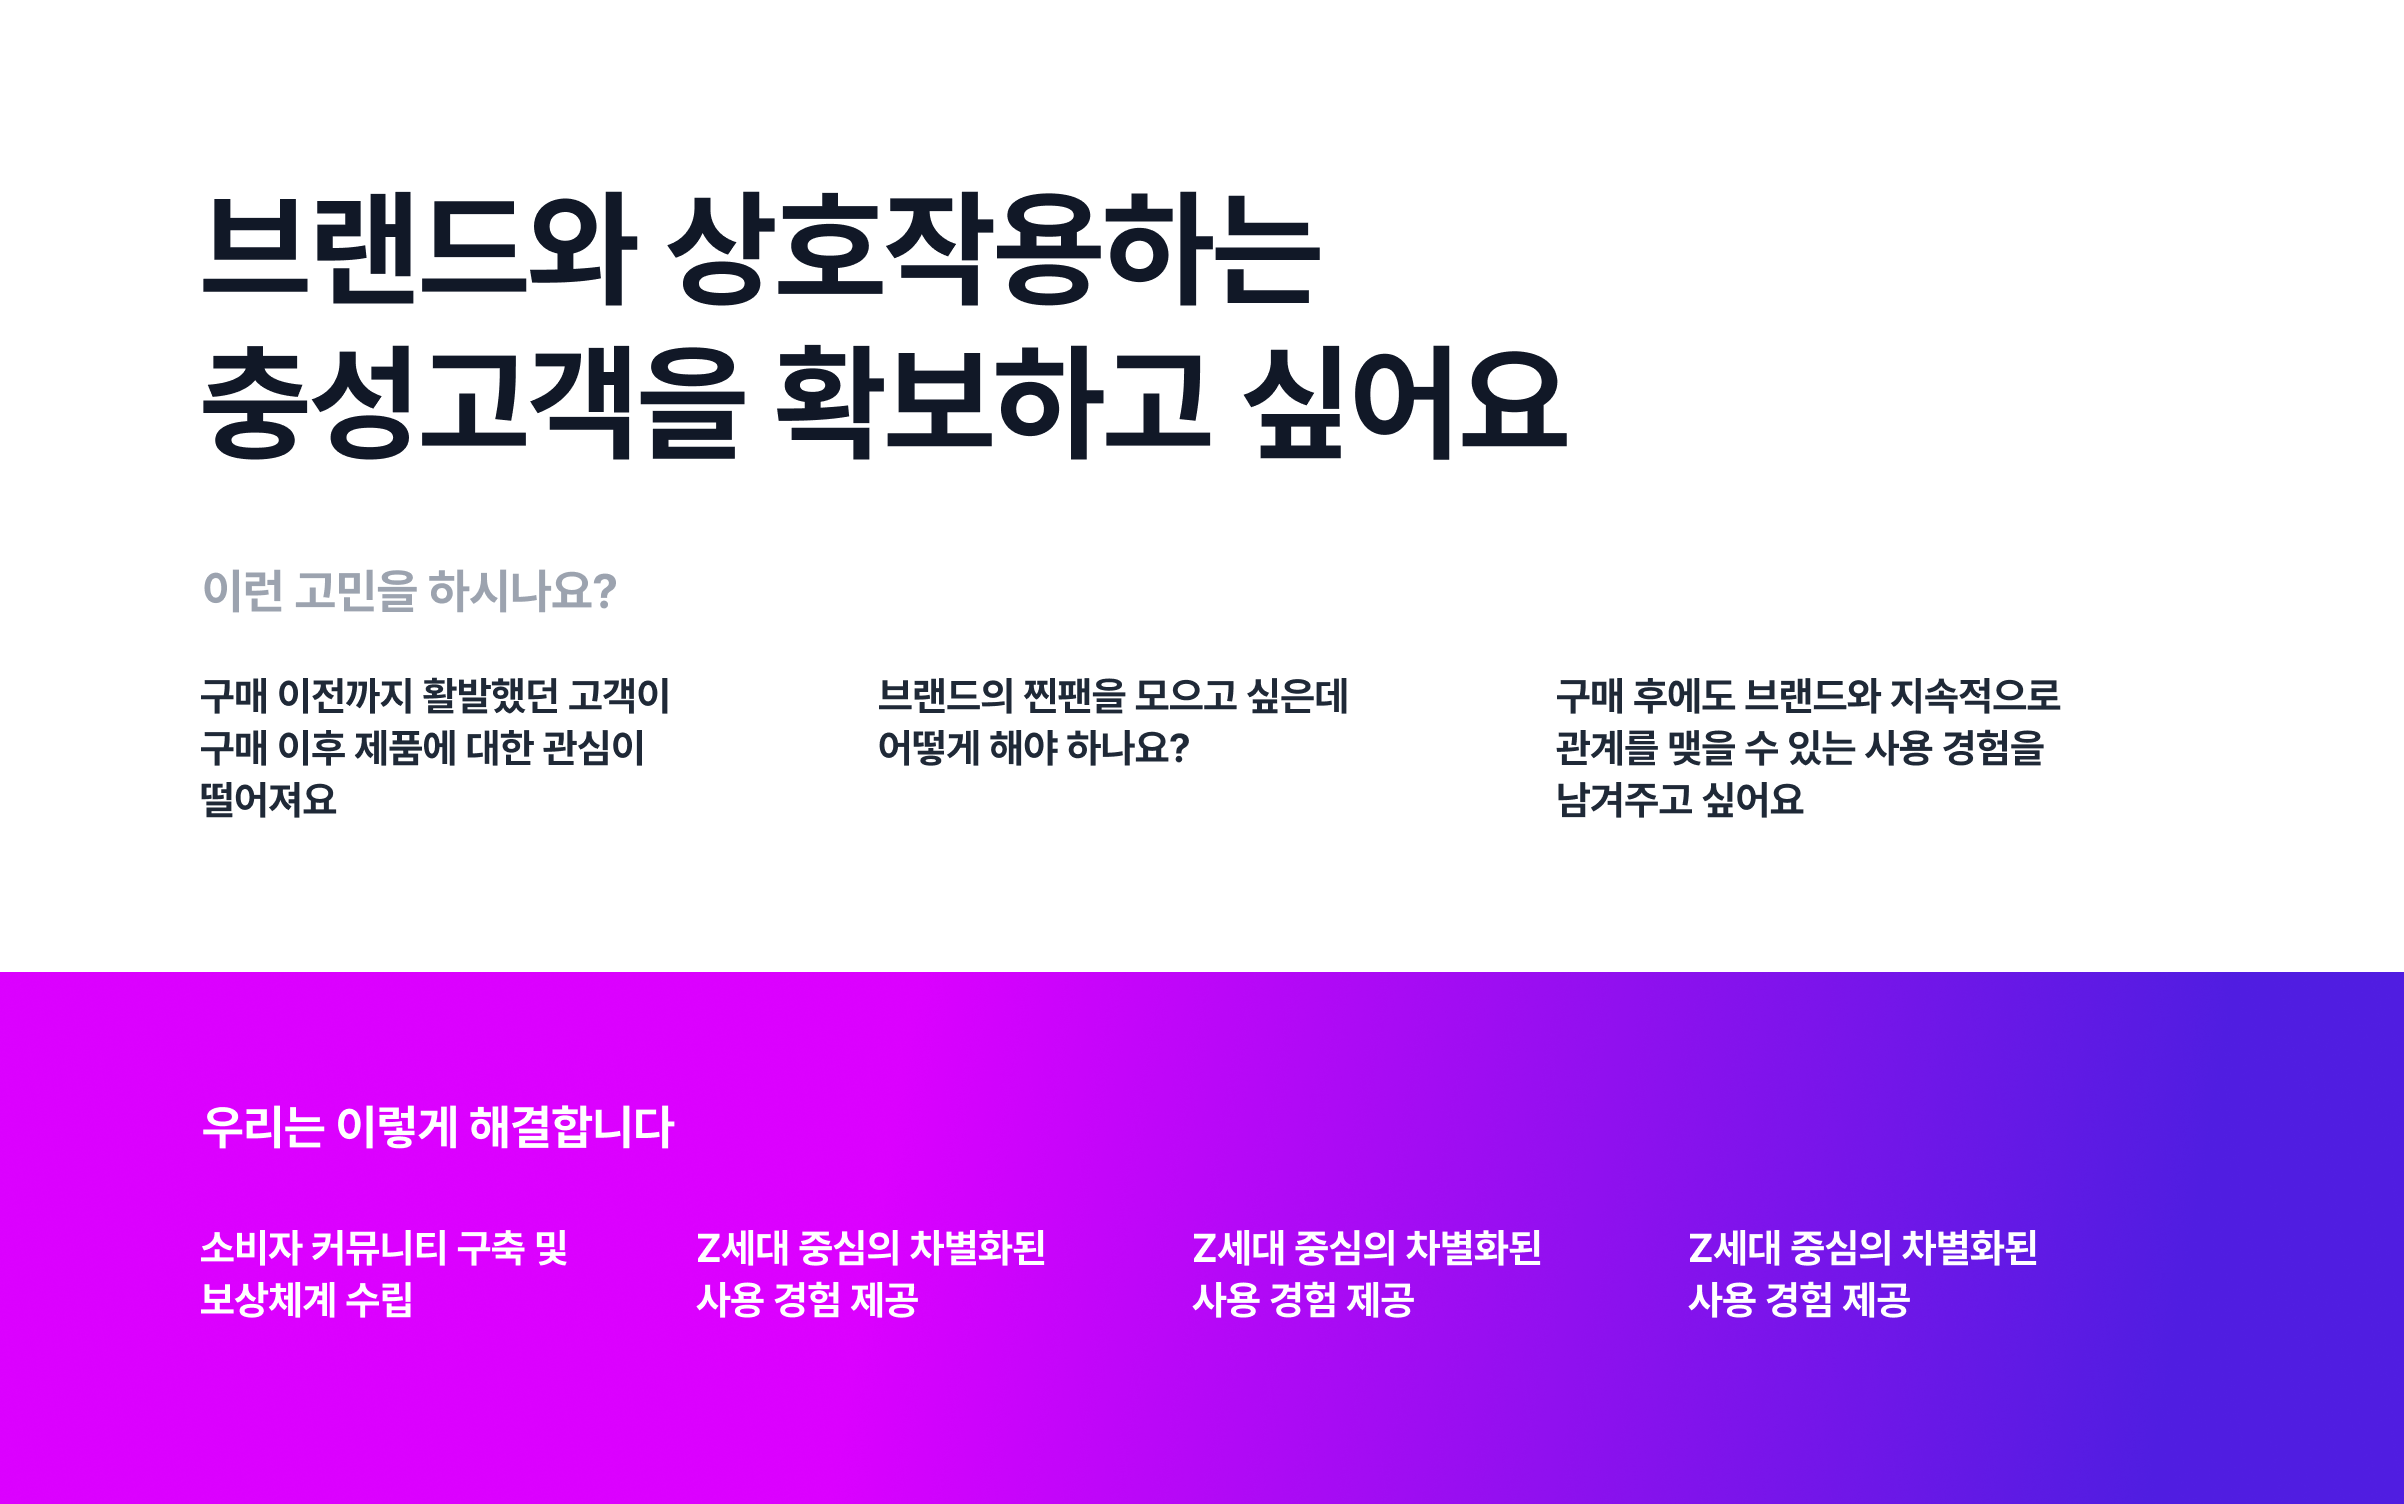 브랜드와 상호작용하는
충성고객을 확보하고 싶어요
이런 고민을 하시나요?
구매 이전까지 활발했던 고객이
구매 이후 제품에 대한 관심이
떨어져요
브랜드의 찐팬을 모으고 싶은데
어떻게 해야 하나요?
구매 후에도 브랜드와 지속적으로
관계를 맺을 수 있는 사용 경험을
남겨주고 싶어요
우리는 이렇게 해결합니다
소비자 커뮤니티 구축 및
보상체계 수립
Z세대 중심의 차별화된
사용 경험 제공
Z세대 중심의 차별화된
사용 경험 제공
Z세대 중심의 차별화된
사용 경험 제공